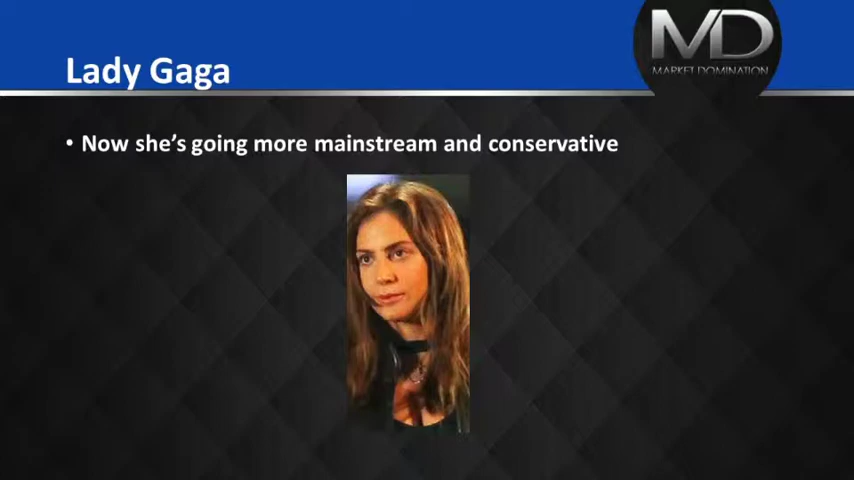 MD
MARKET DOMINATION
Lady Gaga
• Now she's going more mainstream and conservative